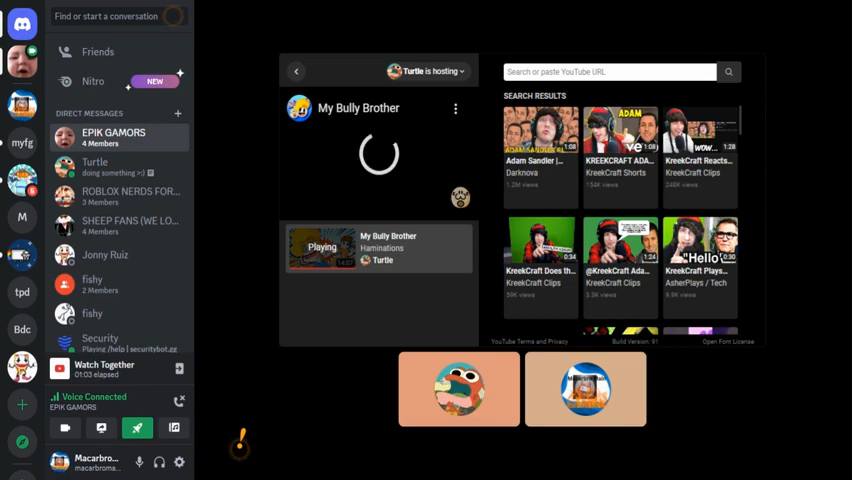 Find or start a conversation
Friends
Nitro
NEW
DIRECT MESSAGES
EPIK GAMORS
4 Members
Turtle
doing something >:)
ROBLOX NERDS FOR...
3 Members
SHEEP FANS (WE LO...
4 Members
Jonny Ruiz
fishy
2 Members
fishy
Security
Playing /help | securitybot.gg
myfg
M
tpd
Bdc
6
Watch Together
01:03 elapsed
Voice Connected
EPIK GAMORS
Macarbro...
macarbroma...
Turtle is hosting
My Bully Brother
Playing
14:07
My Bully Brother
Haminations
Turtle
Search or paste YouTube URL
SEARCH RESULTS
ADAM
WOW...
1:08
1:08
1:28
Adam Sandler |...
KREEKCRAFT ADA...
KreekCraft Reacts...
Darknova
KreekCraft Shorts
KreekCraft Clips
1.2M views
154K views
248K views
"Hello"
0:34
1:24
0:30
KreekCraft Does th...
@KreekCraft Ada...
KreekCraft Plays...
KreekCraft Clips
KreekCraft Clips
AsherPlays / Tech
59K views
3.3K views
9.9K views
YouTube Terms and Privacy
Build Version: 91
Open Font License